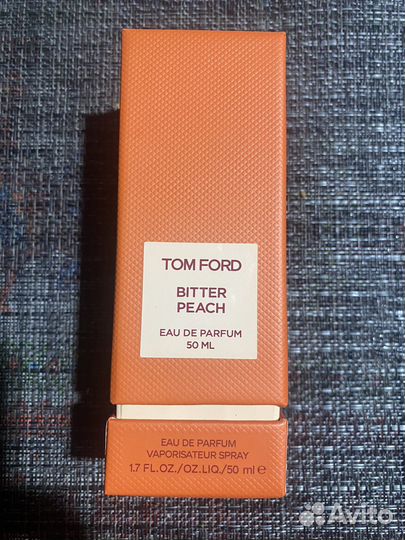 TOM FORD
BITTER
PEACH
EAU DE PARFUM
50 ML
EAU DE PARFUM
VAPORISATEUR SPRAY
1.7 FL.OZ./OZ.LIQ./50 ml ℮
Avito